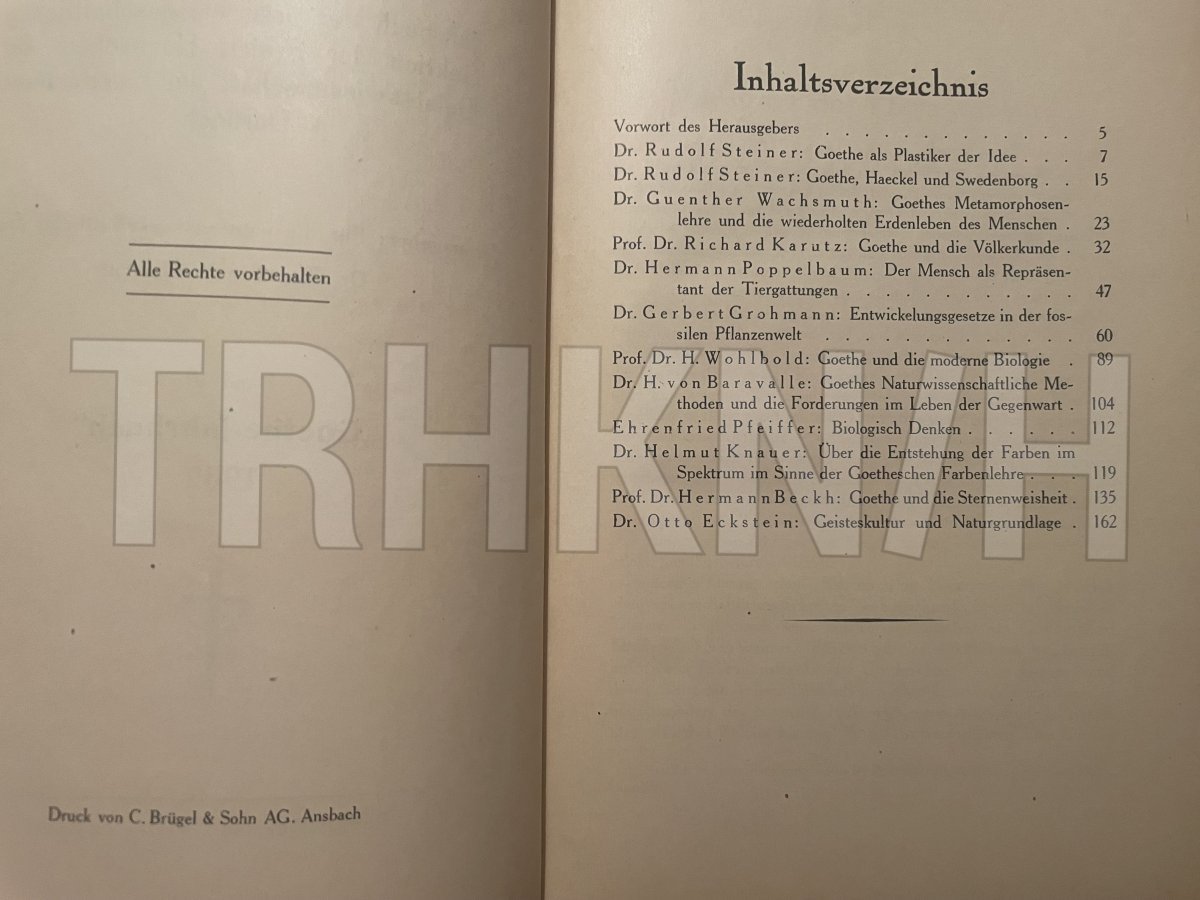 Alle Rechte vorbehalten
Druck von C. Brügel & Sohn AG. Ansbach
Inhaltsverzeichnis
Vorwort des Herausgebers . . . . . . . . . . . . . 5
Dr. Rudolf Steiner: Goethe als Plastiker der Idee . . . 7
Dr. Rudolf Steiner: Goethe, Haeckel und Swedenborg . . 15
Dr. Guenther Wachsmuth: Goethes Metamorphosen-
lehre und die wiederholten Erdenleben des Menschen . 23
Prof. Dr. Richard Karutz: Goethe und die Völkerkunde . 32
Dr. Hermann Poppelbaum: Der Mensch als Repräsen-
tant der Tiergattungen . . . . . . . . . . . . 47
Dr. Gerbert Grohmann: Entwickelungsgesetze in der fos-
silen Pflanzenwelt . . . . . . . . . . . . . 60
Prof. Dr. H. Wohlbold: Goethe und die moderne Biologie . 89
Dr. H. von Baravalle: Goethes Naturwissenschaftliche Me-
thoden und die Forderungen im Leben der Gegenwart . 104
Ehrenfried Pfeiffer: Biologisch Denken . . . . . . 112
Dr. Helmut Knauer: Über die Entstehung der Farben im
Spektrum im Sinne der Goetheschen Farbenlehre . . . 119
Prof. Dr. Hermann Beckh: Goethe und die Sternenweisheit . 135
Dr. Otto Eckstein: Geisteskultur und Naturgrundlage . 162
TRHKN/H